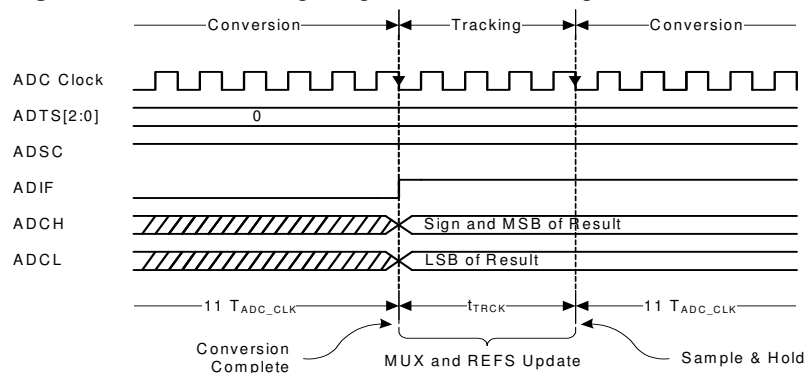 Conversion Tracking Conversion
ADC Clock
ADTS[2:0] 0
ADSC
ADIF
ADCH Sign and MSB of Result
ADCL LSB of Result
11 TADC_CLK tTRCK 11 TADC_CLK
Conversion
Complete
MUX and REFS Update
Sample & Hold